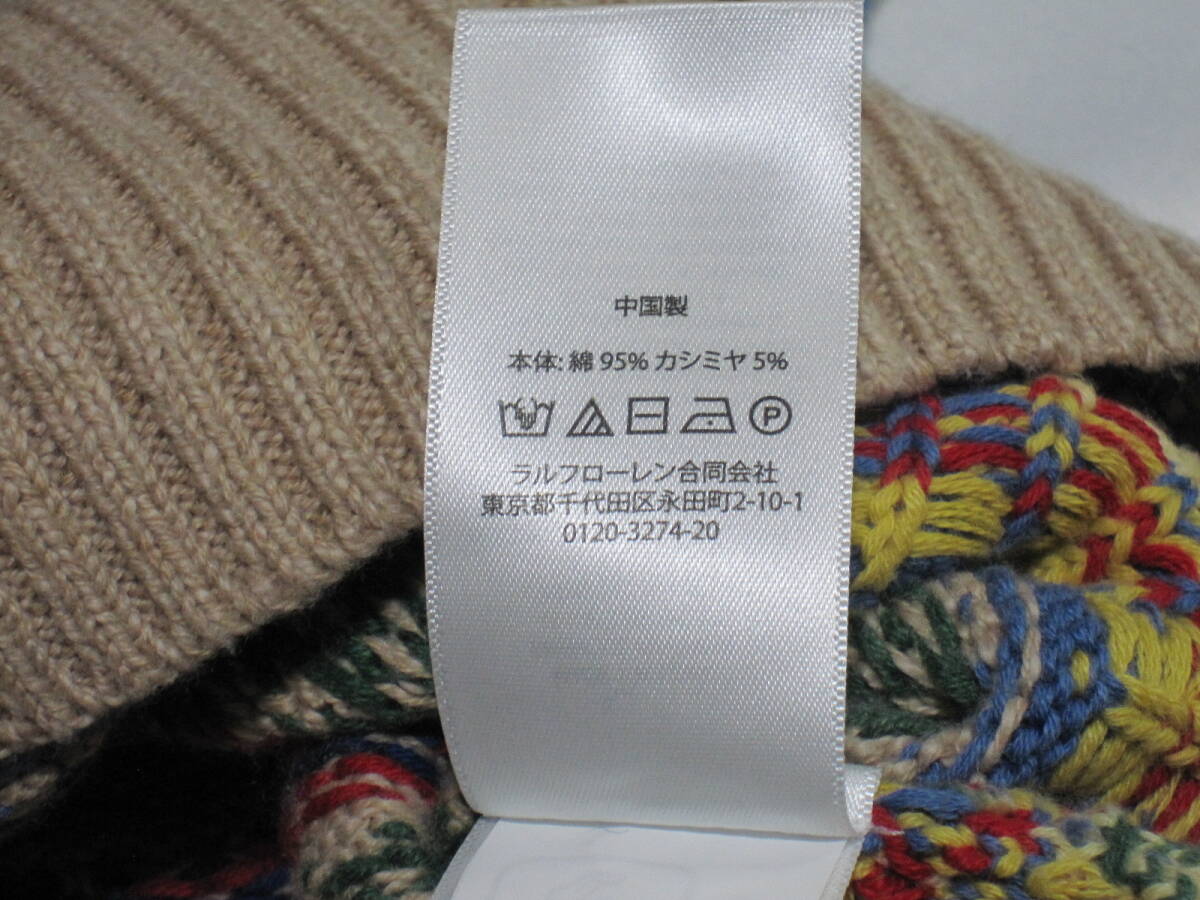 中国製
本体: 綿 95% カシミヤ 5%
P
ラルフローレン合同会社
東京都千代田区永田町2-10-1
0120-3274-20